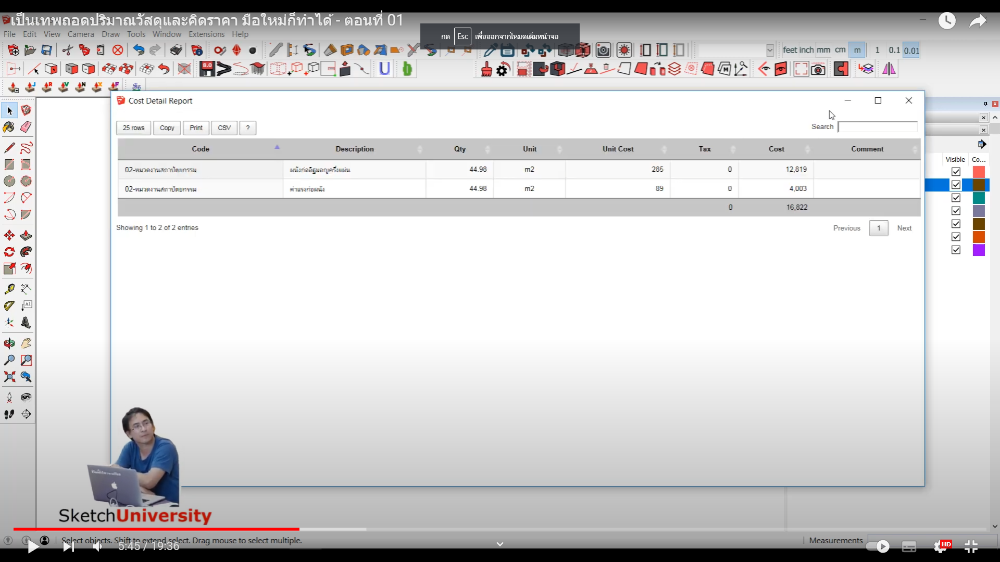 เป็นเทพถอดปริมาณวัสดุและคิดราคา มือใหม่ก็ทำได้ - ตอนที่ 01
กด Esc เพื่อออกจากโหมดเต็มหน้าจอ
File Edit View Camera Draw Tools Window Extensions Help
feet inch mm cm m 1 0.1 0.01
8.0
U
J R V N X F
Cost Detail Report
25 rows Copy Print CSV ?
Search
Code Description Qty Unit Unit Cost Tax Cost Comment
02-หมวดงานสถาปัตยกรรม ผนังก่ออิฐมอญครึ่งแผ่น 44.98 m2 285 0 12,819
02-หมวดงานสถาปัตยกรรม ค่าแรงก่อผนัง 44.98 m2 89 0 4,003
0 16,822
Showing 1 to 2 of 2 entries
Previous 1 Next
Visible Co...
A1
SketchUniversity
Select objects. Shift to extend select. Drag mouse to select multiple.
Measurements
5:45 / 19:36
HD